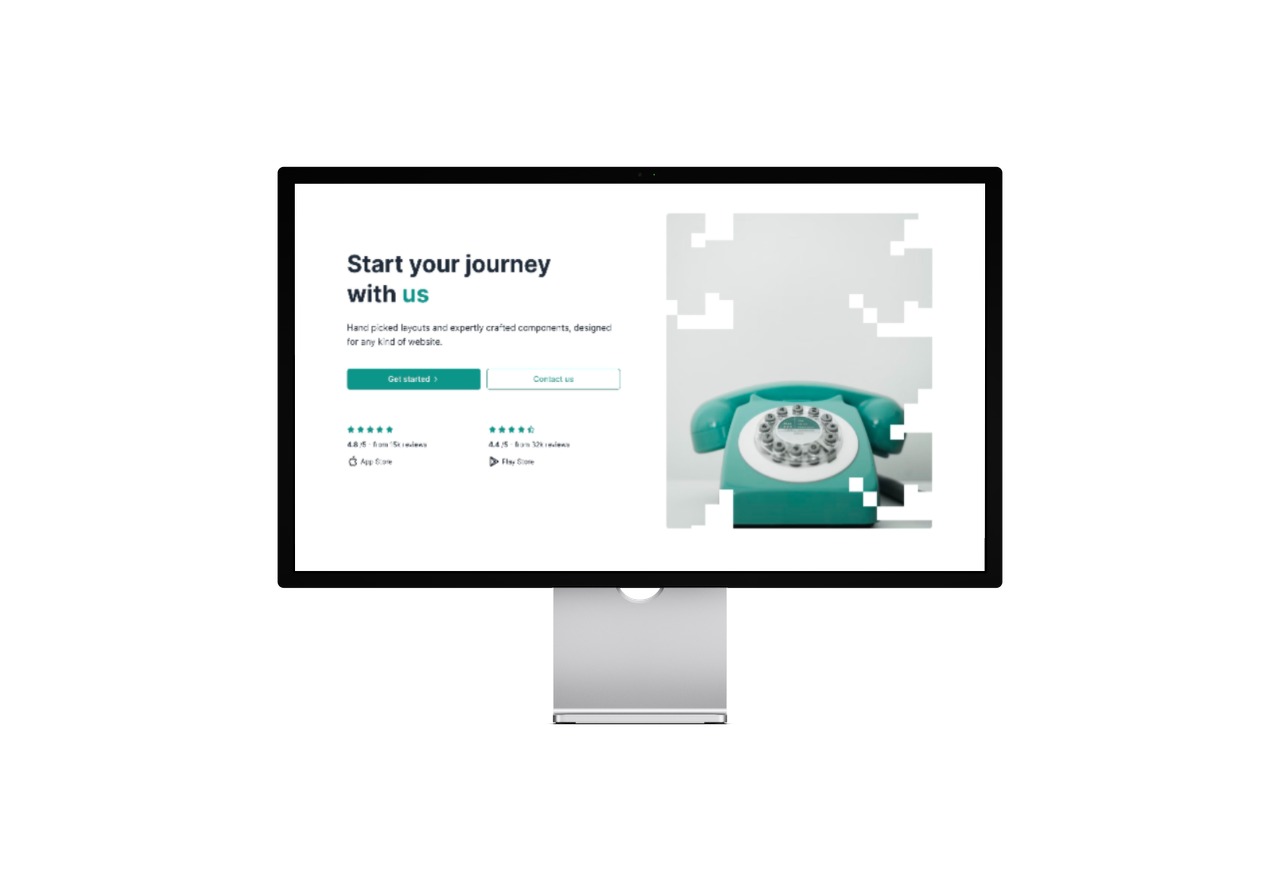 Start your journey
with us
Hand picked layouts and expertly crafted components, designed
for any kind of website.
Get started
Contact us
4.8 /5 - from 15k reviews
4.4 /5 - from 32k reviews
App Store
Play Store